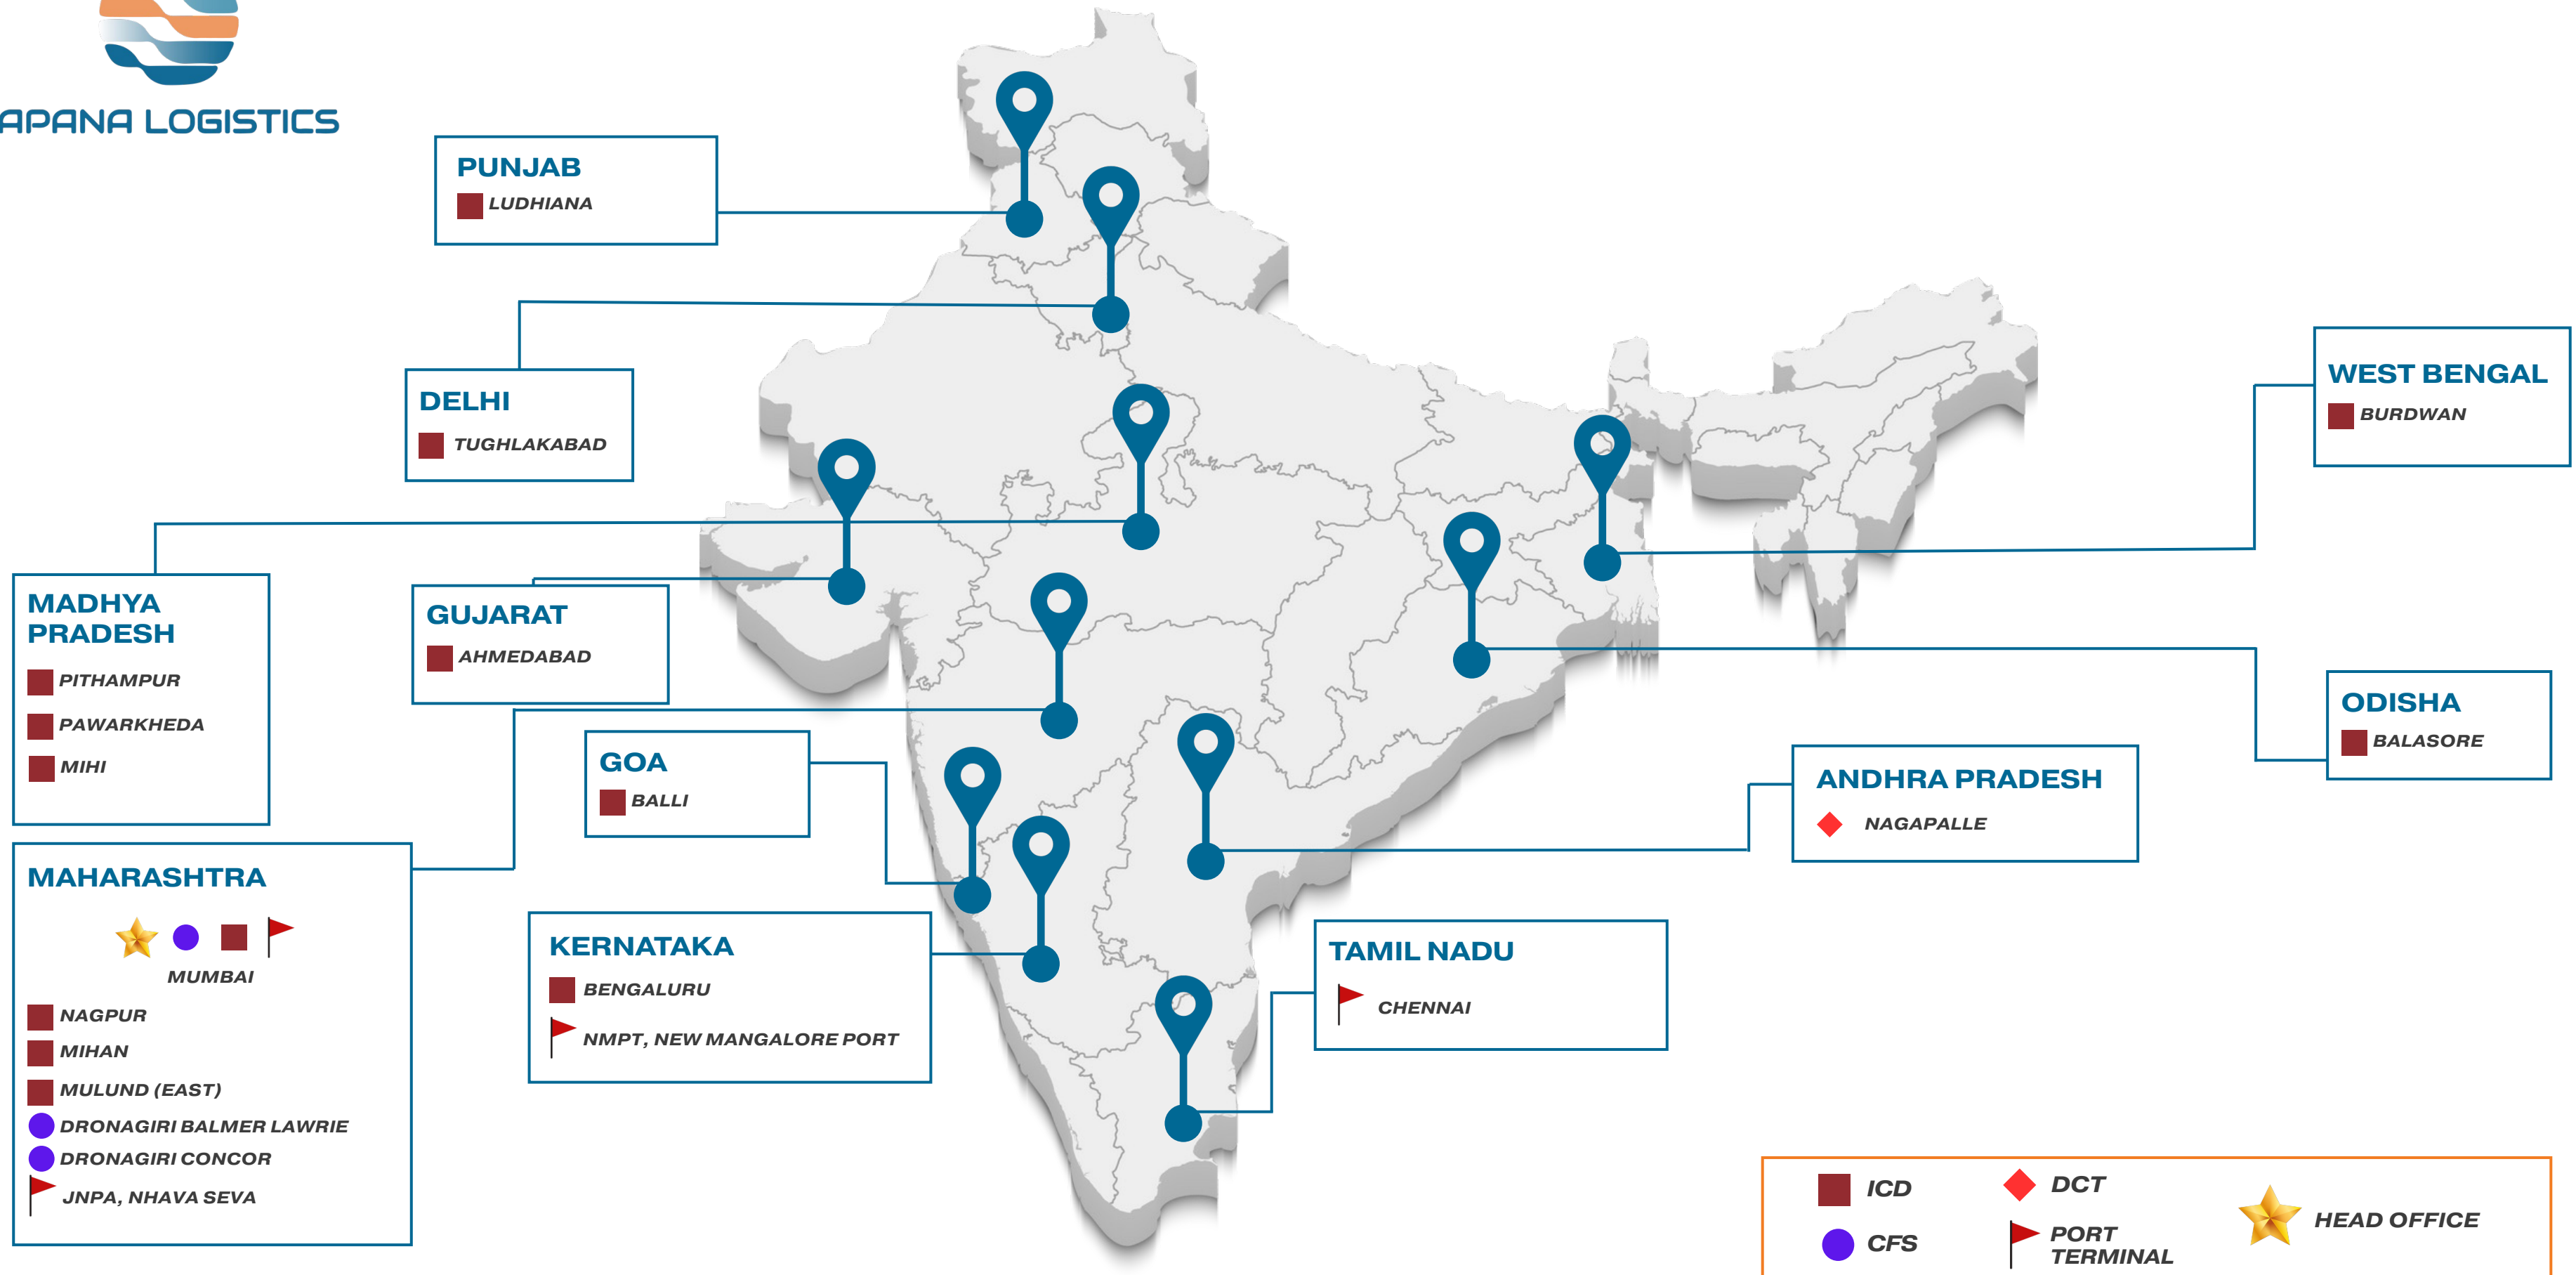 APANA LOGISTICS
PUNJAB
LUDHIANA
DELHI
TUGHLAKABAD
WEST BENGAL
BURDWAN
MADHYA
PRADESH
PITHAMPUR
PAWARKHEDA
MIHI
GUJARAT
AHMEDABAD
GOA
BALLI
ODISHA
BALASORE
ANDHRA PRADESH
NAGAPALLE
MAHARASHTRA
MUMBAI
NAGPUR
MIHAN
MULUND (EAST)
DRONAGIRI BALMER LAWRIE
DRONAGIRI CONCOR
JNPA, NHAVA SEVA
KERNATAKA
BENGALURU
NMPT, NEW MANGALORE PORT
TAMIL NADU
CHENNAI
ICD
DCT
HEAD OFFICE
CFS
PORT
TERMINAL